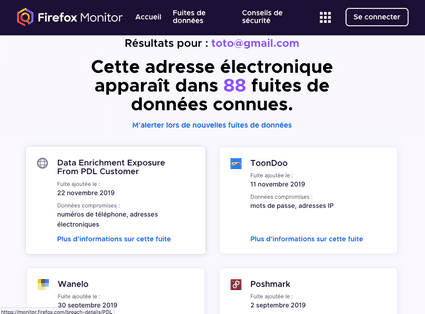 Firefox Monitor
Accueil
Fuites de
données
Conseils de
sécurité
Se connecter
Résultats pour : toto@gmail.com
Cette adresse électronique
apparaît dans 88 fuites de
données connues.
M'alerter lors de nouvelles fuites de données
Data Enrichment Exposure
From PDL Customer
Fuite ajoutée le :
22 novembre 2019
Données compromises :
numéros de téléphone, adresses
électroniques
Plus d'informations sur cette fuite
ToonDoo
Fuite ajoutée le :
11 novembre 2019
Données compromises :
mots de passe, adresses IP
Plus d'informations sur cette fuite
Wanelo
Fuite ajoutée le :
30 septembre 2019
Poshmark
Fuite ajoutée le :
2 septembre 2019
https://monitor.firefox.com/breach-details/PDL